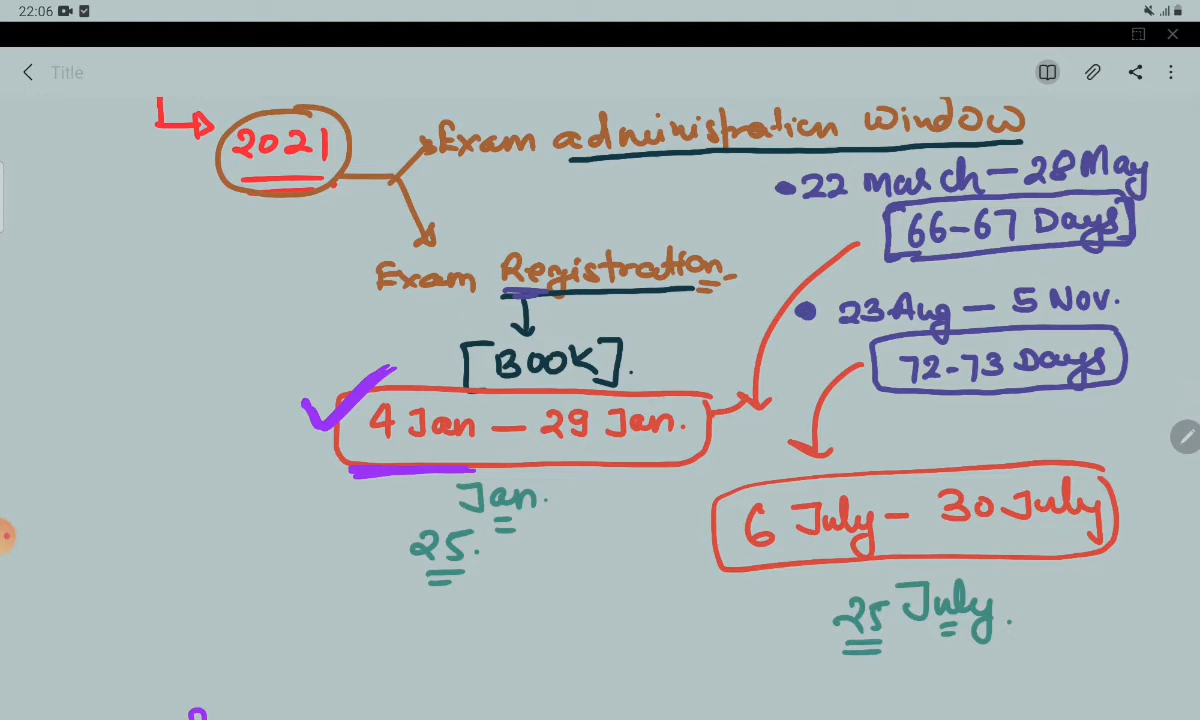 22:06
Title
2021
Exam administration window
22 March - 28 May
[66-67 Days]
Exam Registration
23 Aug - 5 Nov.
[BOOK].
72-73 Days
4 Jan - 29 Jan.
Jan.
6 July - 30 July
25.
25 July.